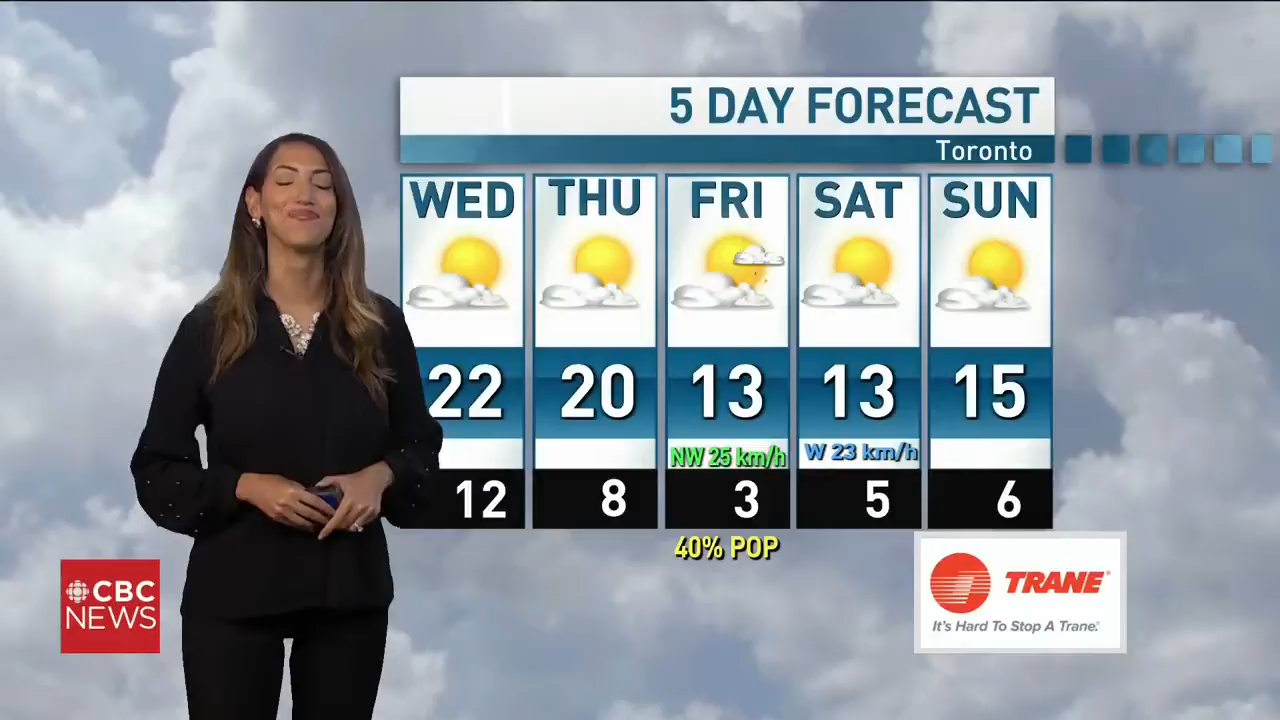 5 DAY FORECAST
Toronto
WED THU FRI SAT SUN
22 20 13 13 15
NW 25 km/h W 23 km/h
12 8 3 5 6
40% POP
CBC
NEWS
TRANE®
It's Hard To Stop A Trane.®